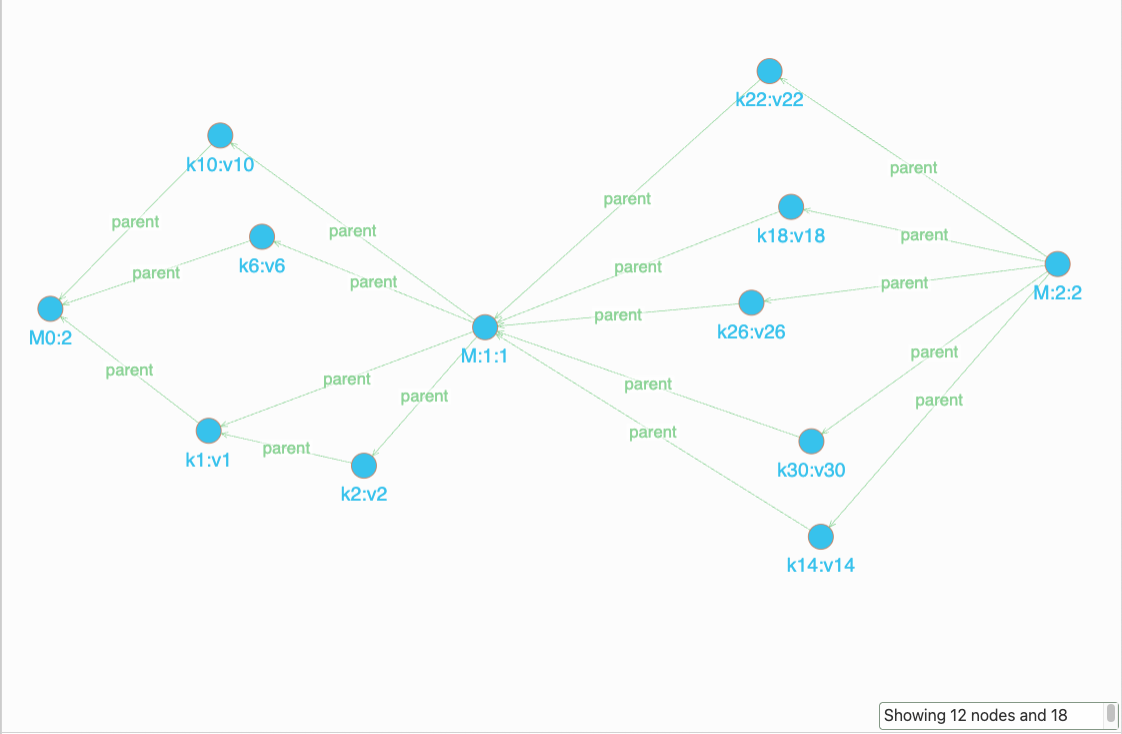 k22:v22
k10:v10
parent
parent
parent
parent
k18:v18
parent
k6:v6
parent
parent
parent
parent
M:2:2
parent
k26:v26
M0:2
M:1:1
parent
parent
parent
parent
parent
parent
parent
parent
k1:v1
k30:v30
k2:v2
k14:v14
Showing 12 nodes and 18